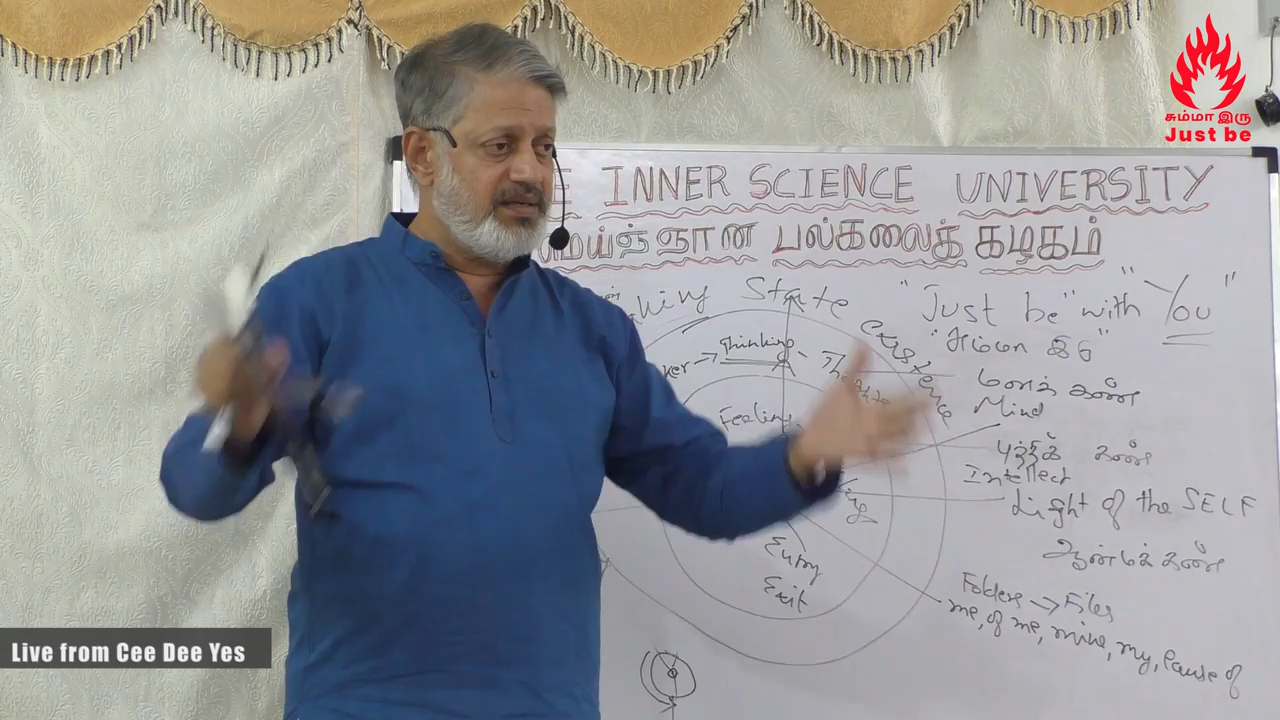 சும்மா இரு
Just be
INNER SCIENCE UNIVERSITY
மெய்ஞ்ஞான பல்கலைக் கழகம்
State
"Just be" with "You"
"சும்மா இரு"
Thinking
மனக் கண்
Mind
Feeling
புத்திக் கண்
Intellect
Light of the SELF
ஆன்மக் கண்
Entry
Exit
Folders → Files
me, of me, mine, my, cause of
Live from Cee Dee Yes